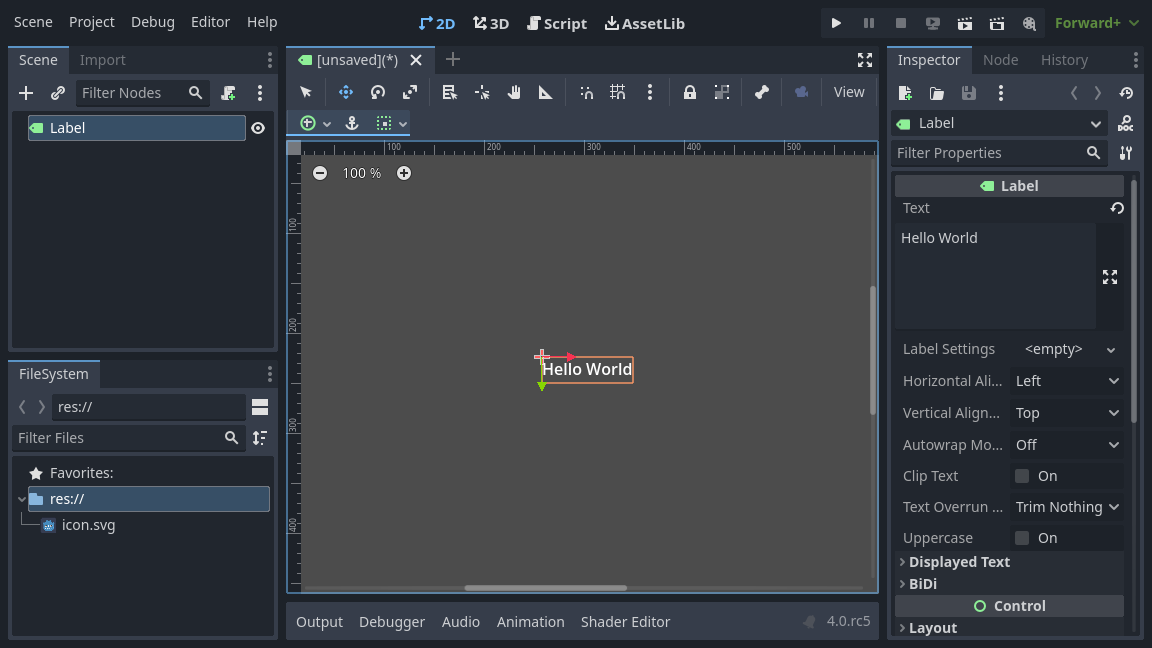 Scene Project Debug Editor Help
2D 3D Script AssetLib
Forward+
Scene Import
Filter Nodes
Label
FileSystem
res://
Filter Files
Favorites:
res://
icon.svg
[unsaved](*)
View
100 200 300 400 500
100 %
100
200
300
400
Hello World
Output Debugger Audio Animation Shader Editor 4.0.rc5
Inspector Node History
Label
DOC
Filter Properties
Label
Text
Hello World
Label Settings <empty>
Horizontal Ali... Left
Vertical Align... Top
Autowrap Mo... Off
Clip Text On
Text Overrun ... Trim Nothing
Uppercase On
Displayed Text
BiDi
Control
Layout